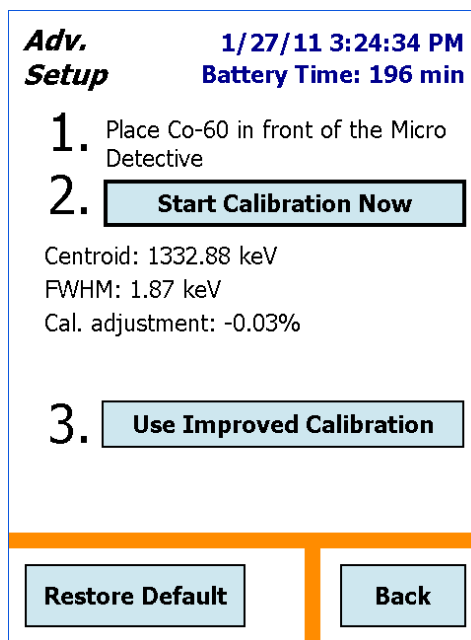 Adv.
Setup
1/27/11 3:24:34 PM
Battery Time: 196 min
1. Place Co-60 in front of the Micro
Detective
2. Start Calibration Now
Centroid: 1332.88 keV
FWHM: 1.87 keV
Cal. adjustment: -0.03%
3. Use Improved Calibration
Restore Default
Back